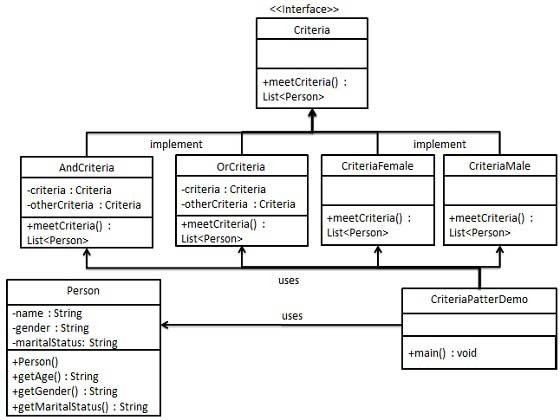 <<Interface>>
Criteria
+meetCriteria() :
List<Person>
implement
implement
AndCriteria
-criteria : Criteria
-otherCriteria : Criteria
+meetCriteria() :
List<Person>
OrCriteria
-criteria : Criteria
-otherCriteria : Criteria
+meetCriteria() :
List<Person>
CriteriaFemale
+meetCriteria() :
List<Person>
CriteriaMale
+meetCriteria() :
List<Person>
uses
Person
-name : String
-gender : String
-maritalStatus: String
+Person()
+getAge() : String
+getGender() : String
+getMaritalStatus() : String
uses
CriteriaPatterDemo
+main() : void